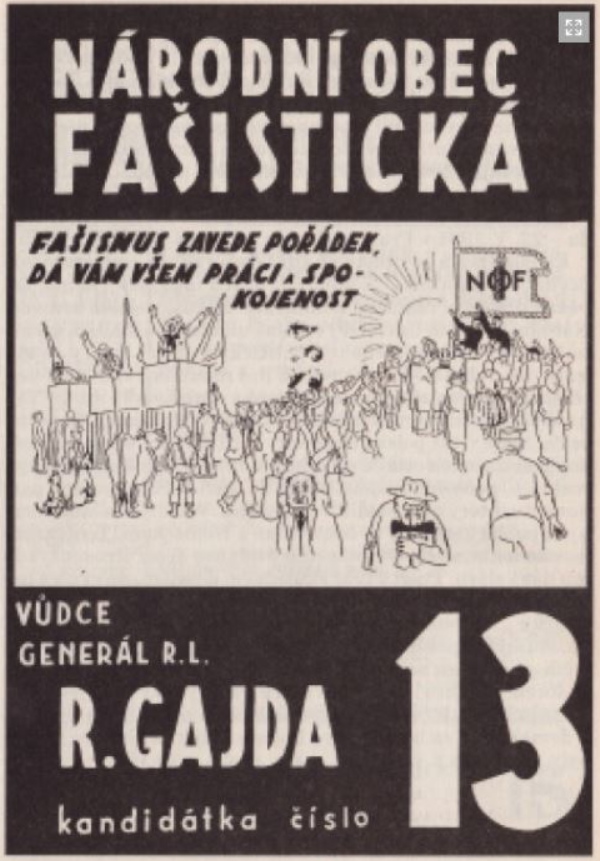 NÁRODNÍ OBEC
FAŠISTICKÁ
FAŠISMUS ZAVEDE POŘÁDEK,
DÁ VÁM VŠEM PRÁCI A SPO-
KOJENOST
NOF
VŮDCE
GENERÁL R.L.
R. GAJDA
kandidátka číslo
13